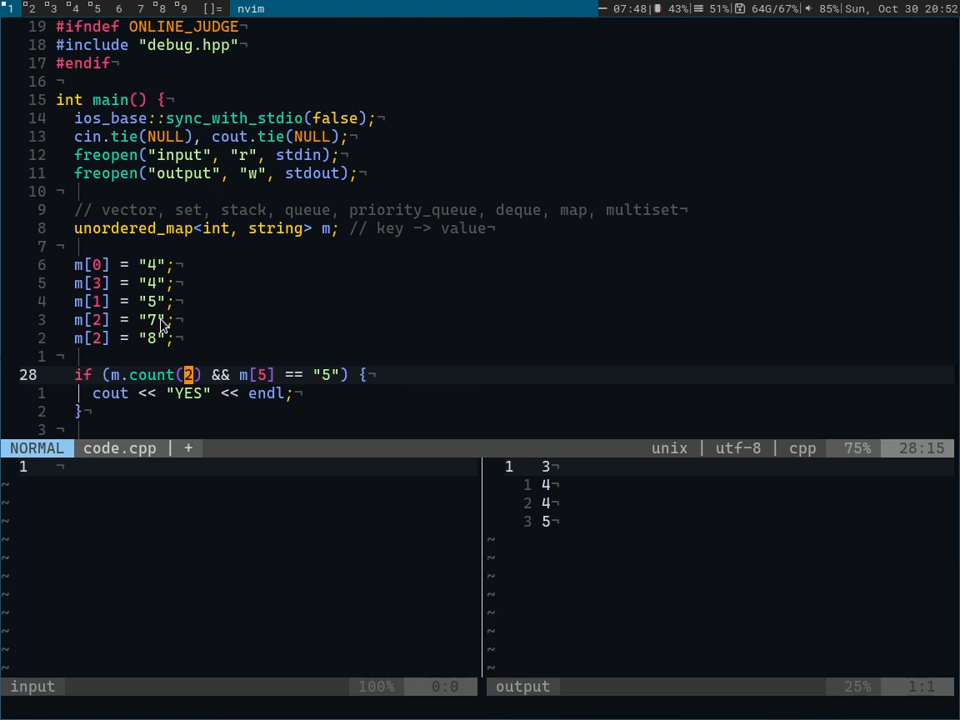 1 2 3 4 5 6 7 8 9 []= nvim 07:48 43% 51% 64G/67% 85% Sun, Oct 30 20:52
19 #ifndef ONLINE_JUDGE¬
18 #include "debug.hpp"¬
17 #endif¬
16 ¬
15 int main() {¬
14 ios_base::sync_with_stdio(false);¬
13 cin.tie(NULL), cout.tie(NULL);¬
12 freopen("input", "r", stdin);¬
11 freopen("output", "w", stdout);¬
10 ¬
9 // vector, set, stack, queue, priority_queue, deque, map, multiset¬
8 unordered_map<int, string> m; // key -> value¬
7 ¬
6 m[0] = "4";¬
5 m[3] = "4";¬
4 m[1] = "5";¬
3 m[2] = "7";¬
2 m[2] = "8";¬
1 ¬
28 if (m.count(2) && m[5] == "5") {¬
1 cout << "YES" << endl;¬
2 }¬
3 ¬
NORMAL code.cpp | + unix | utf-8 | cpp 75% 28:15
1 ¬
~
~
~
~
~
~
~
~
~
~
~
input 100% 0:0
1 3¬
1 4¬
2 4¬
3 5¬
~
~
~
~
~
~
~
~
output 25% 1:1